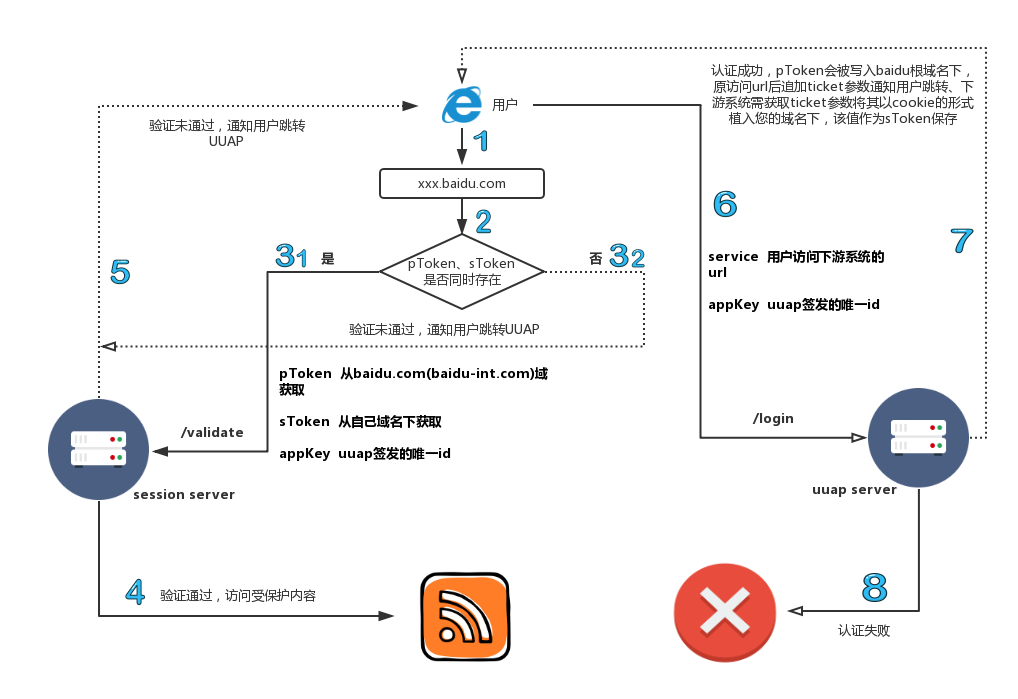 认证成功，pToken会被写入baidu根域名下，
原访问url后追加ticket参数通知用户跳转、下
游系统需获取ticket参数将其以cookie的形式
植入您的域名下，该值作为sToken保存
用户
验证未通过，通知用户跳转
UUAP
1
xxx.baidu.com
2
6
7
31
是
否
32
5
pToken、sToken
是否同时存在
service 用户访问下游系统的
url
appKey uuap签发的唯一id
验证未通过，通知用户跳转UUAP
pToken 从baidu.com(baidu-int.com)域
获取
sToken 从自己域名下获取
appKey uuap签发的唯一id
/validate
/login
session server
uuap server
4
验证通过，访问受保护内容
8
认证失败